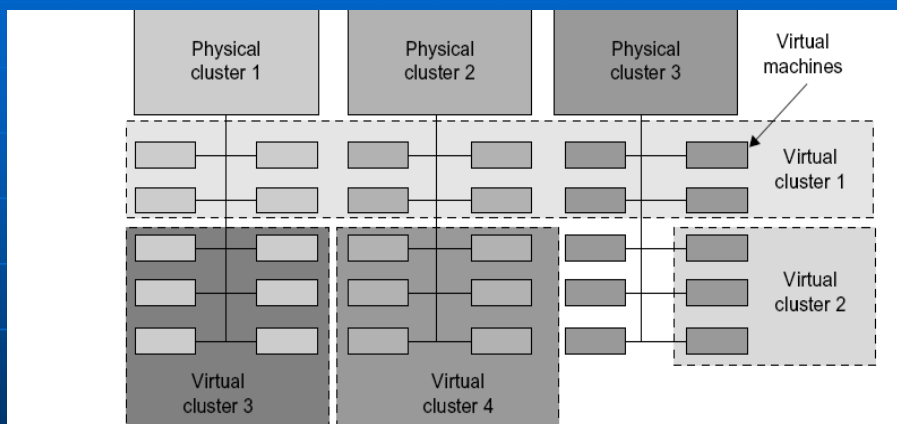 Physical
cluster 1
Physical
cluster 2
Physical
cluster 3
Virtual
machines
Virtual
cluster 1
Virtual
cluster 2
Virtual
cluster 3
Virtual
cluster 4